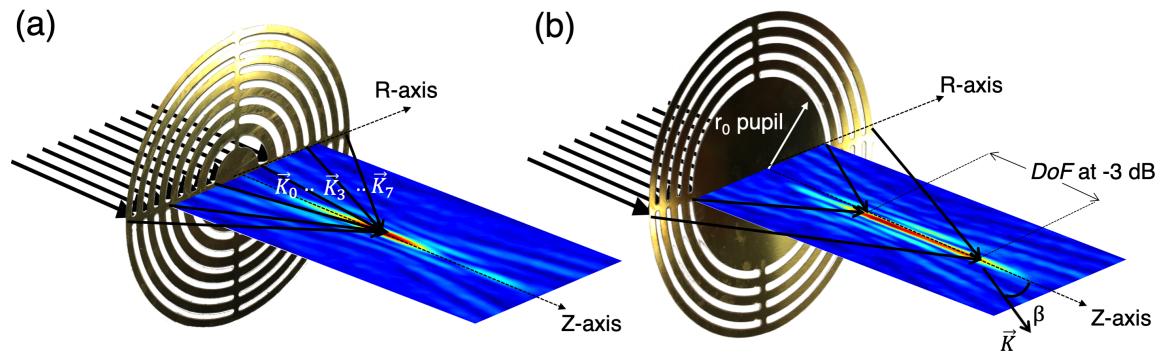 (a)
R-axis
K⃗₀ .. K⃗₃ .. K⃗₇
Z-axis
(b)
R-axis
r₀ pupil
DoF at -3 dB
β
Z-axis
K⃗